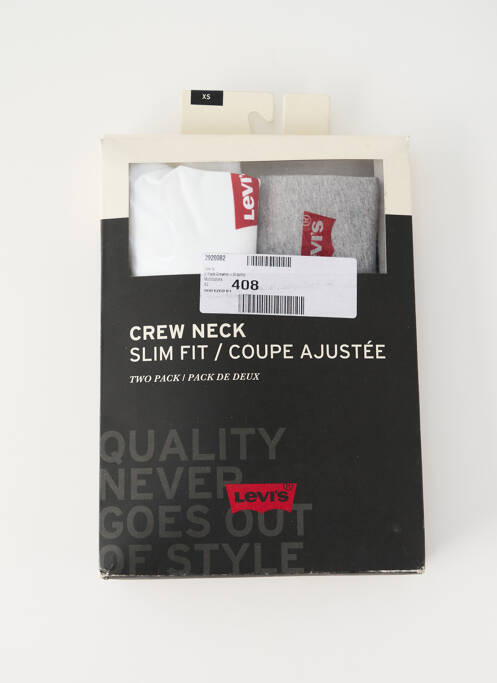 XS
LEVI'S
LEVI'S
2928082
408
CREW NECK
SLIM FIT / COUPE AJUSTÉE
TWO PACK / PACK DE DEUX
QUALITY
NEVER
GOES OUT
OF STYLE
LEVI'S ®